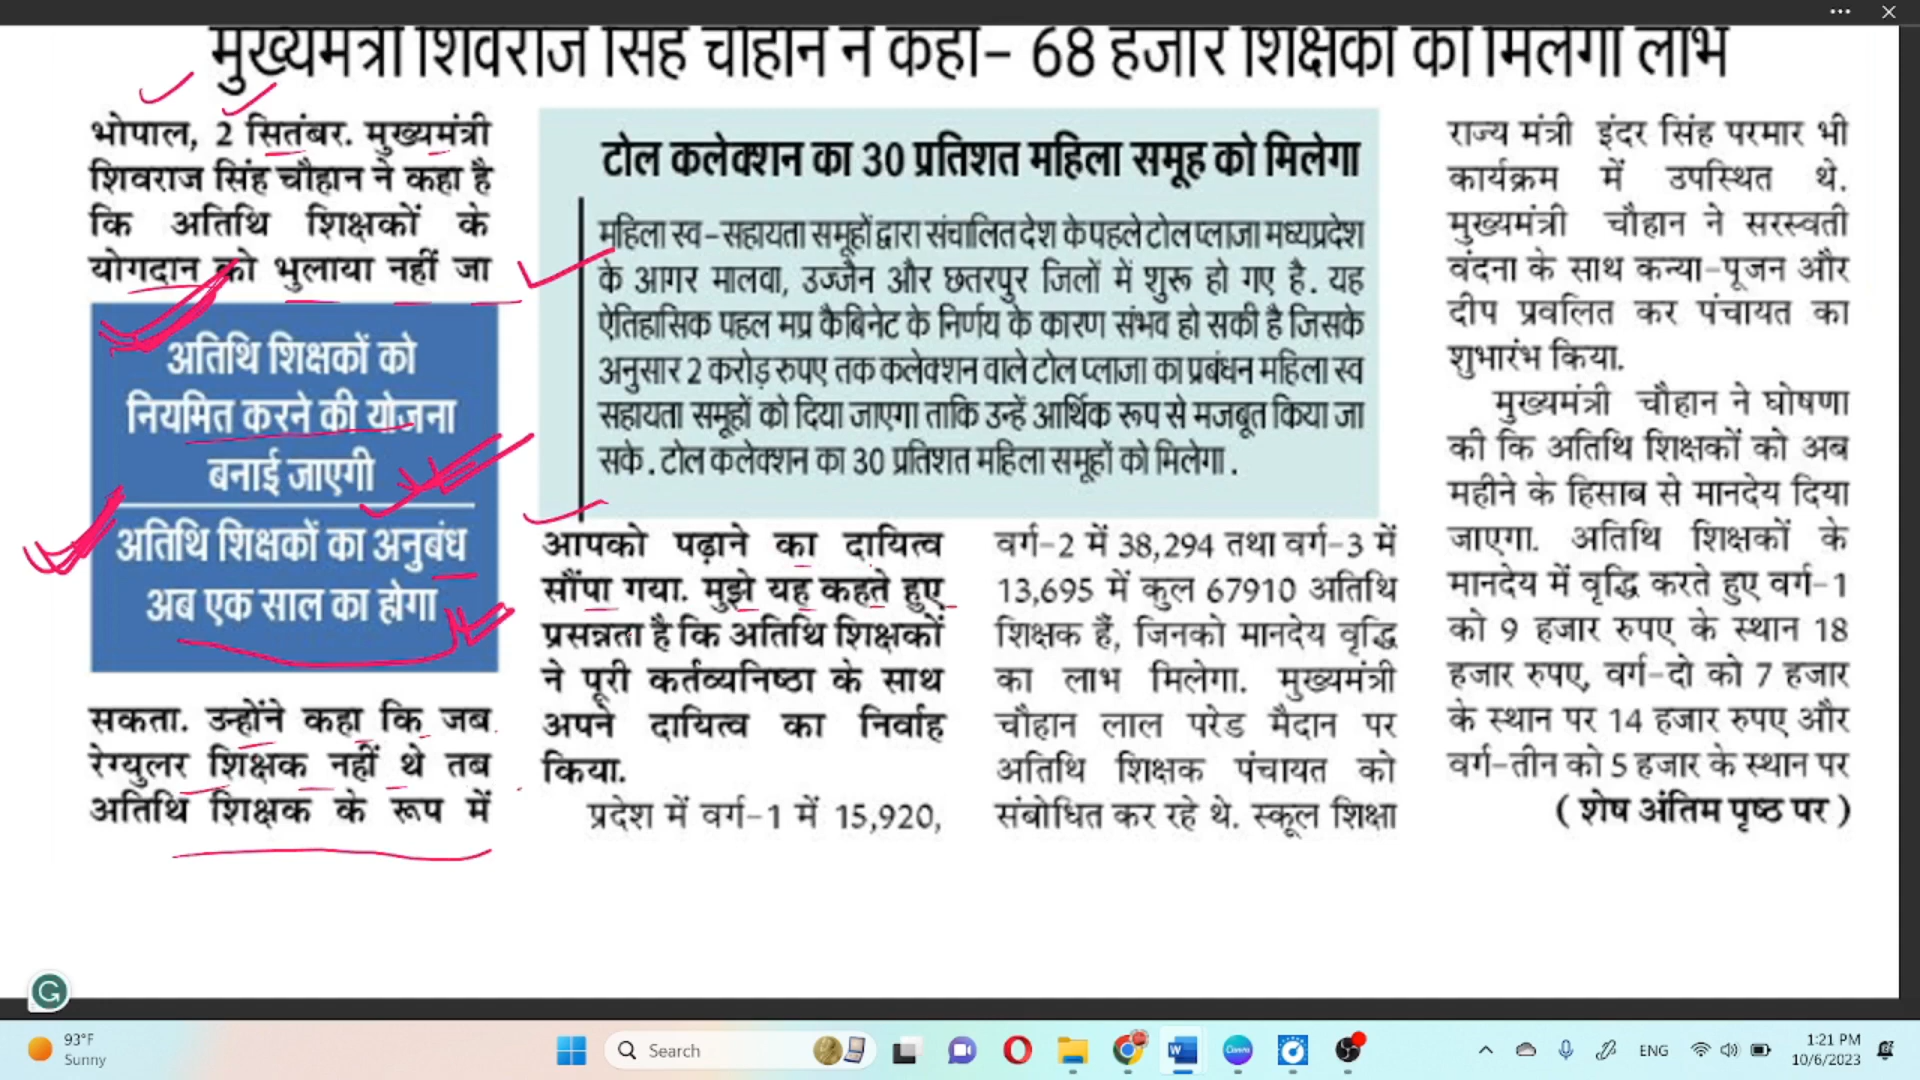 मुख्यमंत्री शिवराज सिंह चौहान ने कहा- 68 हजार शिक्षकों को मिलेगा लाभ
भोपाल, 2 सितंबर. मुख्यमंत्री
शिवराज सिंह चौहान ने कहा है
कि अतिथि शिक्षकों के
योगदान को भुलाया नहीं जा
अतिथि शिक्षकों को
नियमित करने की योजना
बनाई जाएगी
अतिथि शिक्षकों का अनुबंध
अब एक साल का होगा
सकता. उन्होंने कहा कि जब
रेग्युलर शिक्षक नहीं थे तब
अतिथि शिक्षक के रूप में
टोल कलेक्शन का 30 प्रतिशत महिला समूह को मिलेगा
महिला स्व-सहायता समूहों द्वारा संचालित देश के पहले टोल प्लाजा मध्यप्रदेश
के आगर मालवा, उज्जैन और छतरपुर जिलों में शुरू हो गए है. यह
ऐतिहासिक पहल मप्र कैबिनेट के निर्णय के कारण संभव हो सकी है जिसके
अनुसार 2 करोड़ रुपए तक कलेक्शन वाले टोल प्लाजा का प्रबंधन महिला स्व
सहायता समूहों को दिया जाएगा ताकि उन्हें आर्थिक रूप से मजबूत किया जा
सके. टोल कलेक्शन का 30 प्रतिशत महिला समूहों को मिलेगा.
आपको पढ़ाने का दायित्व
सौंपा गया. मुझे यह कहते हुए
प्रसन्नता है कि अतिथि शिक्षकों
ने पूरी कर्तव्यनिष्ठा के साथ
अपने दायित्व का निर्वाह
किया.
प्रदेश में वर्ग-1 में 15,920,
वर्ग-2 में 38,294 तथा वर्ग-3 में
13,695 में कुल 67910 अतिथि
शिक्षक हैं, जिनको मानदेय वृद्धि
का लाभ मिलेगा. मुख्यमंत्री
चौहान लाल परेड मैदान पर
अतिथि शिक्षक पंचायत को
संबोधित कर रहे थे. स्कूल शिक्षा
राज्य मंत्री इंदर सिंह परमार भी
कार्यक्रम में उपस्थित थे.
मुख्यमंत्री चौहान ने सरस्वती
वंदना के साथ कन्या-पूजन और
दीप प्रवलित कर पंचायत का
शुभारंभ किया.
मुख्यमंत्री चौहान ने घोषणा
की कि अतिथि शिक्षकों को अब
महीने के हिसाब से मानदेय दिया
जाएगा. अतिथि शिक्षकों के
मानदेय में वृद्धि करते हुए वर्ग-1
को 9 हजार रुपए के स्थान 18
हजार रुपए, वर्ग-दो को 7 हजार
के स्थान पर 14 हजार रुपए और
वर्ग-तीन को 5 हजार के स्थान पर
( शेष अंतिम पृष्ठ पर )
93°F
Sunny
Search
ENG
1:21 PM
10/6/2023